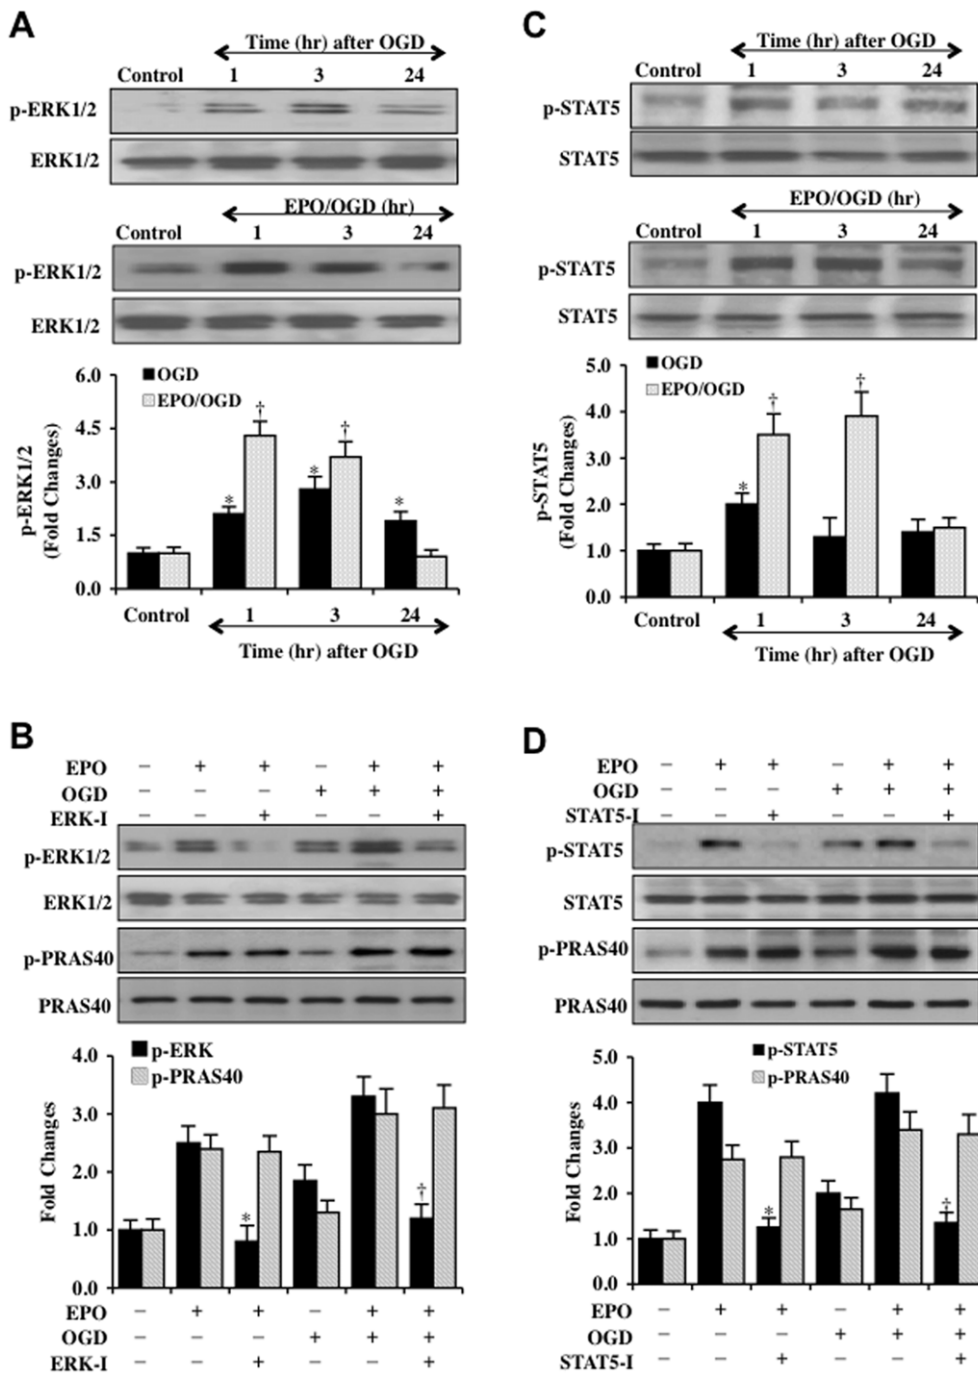 A
Time (hr) after OGD
Control 1 3 24
p-ERK1/2
ERK1/2
EPO/OGD (hr)
Control 1 3 24
p-ERK1/2
ERK1/2
6.0
4.5
3.0
1.5
0.0
p-ERK1/2
(Fold Changes)
OGD
EPO/OGD
* † * † *
Control 1 3 24
Time (hr) after OGD
C
Time (hr) after OGD
Control 1 3 24
p-STAT5
STAT5
EPO/OGD (hr)
Control 1 3 24
p-STAT5
STAT5
5.0
4.0
3.0
2.0
1.0
0.0
p-STAT5
(Fold Changes)
OGD
EPO/OGD
* † †
Control 1 3 24
Time (hr) after OGD
B
EPO – + + – + +
OGD – – – + + +
ERK-I – – + – – +
p-ERK1/2
ERK1/2
p-PRAS40
PRAS40
4.0
3.0
2.0
1.0
0.0
Fold Changes
p-ERK
p-PRAS40
* †
EPO – + + – + +
OGD – – – + + +
ERK-I – – + – – +
D
EPO – + + – + +
OGD – – – + + +
STAT5-I – – + – – +
p-STAT5
STAT5
p-PRAS40
PRAS40
5.0
4.0
3.0
2.0
1.0
0.0
Fold Changes
p-STAT5
p-PRAS40
* †
EPO – + + – + +
OGD – – – + + +
STAT5-I – – + – – +